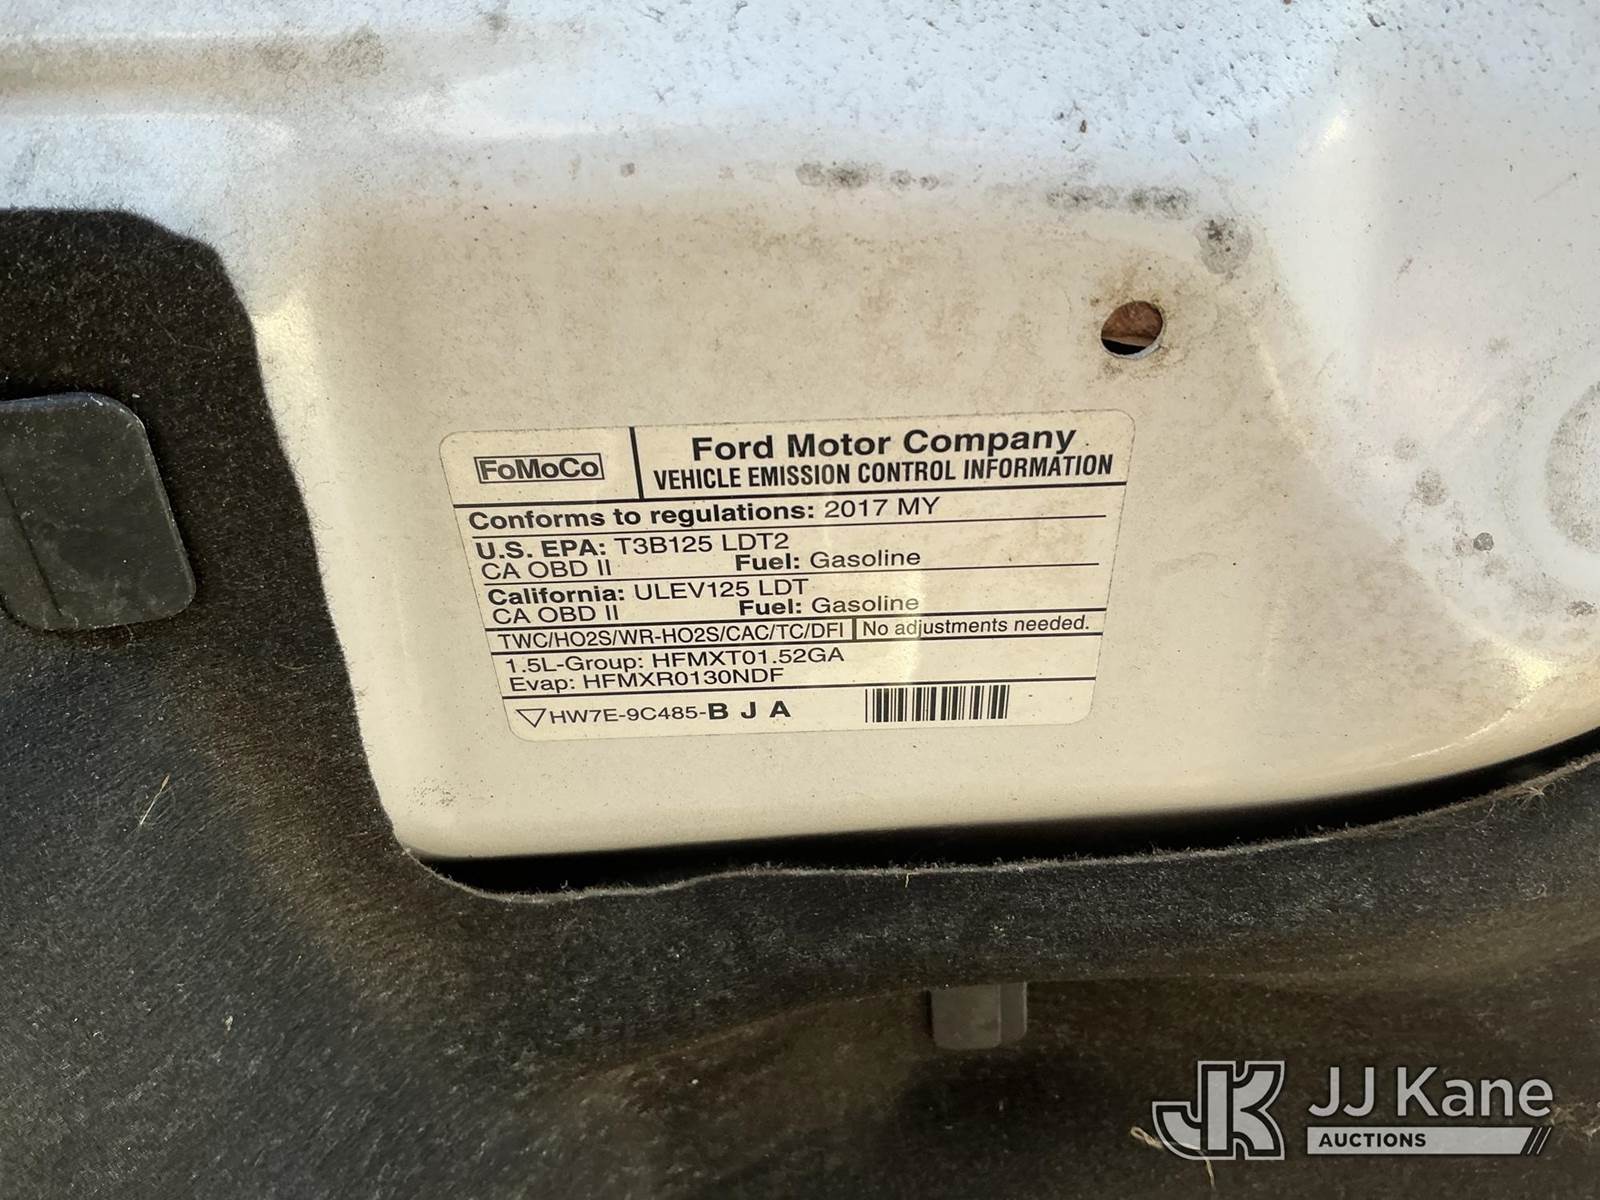 FoMoCo
Ford Motor Company
VEHICLE EMISSION CONTROL INFORMATION
Conforms to regulations: 2017 MY
U.S. EPA: T3B125 LDT2
CA OBD II Fuel: Gasoline
California: ULEV125 LDT
CA OBD II Fuel: Gasoline
TWC/HO2S/WR-HO2S/CAC/TC/DFI No adjustments needed.
1.5L-Group: HFMXT01.52GA
Evap: HFMXR0130NDF
HW7E-9C485-B J A
JK JJ Kane
AUCTIONS